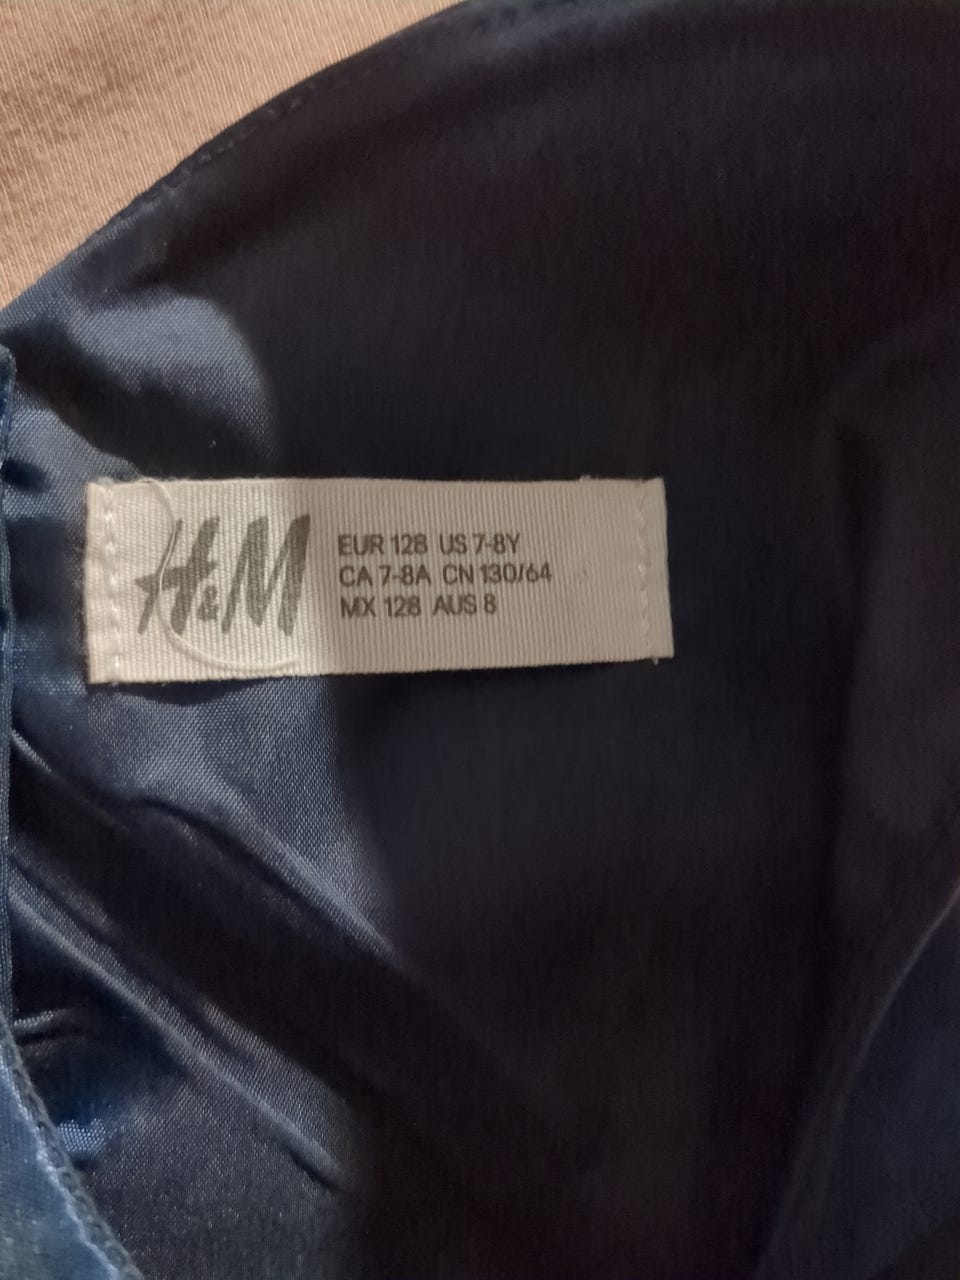 H&M
EUR 128 US 7-8Y
CA 7-8A CN 130/64
MX 128 AUS 8